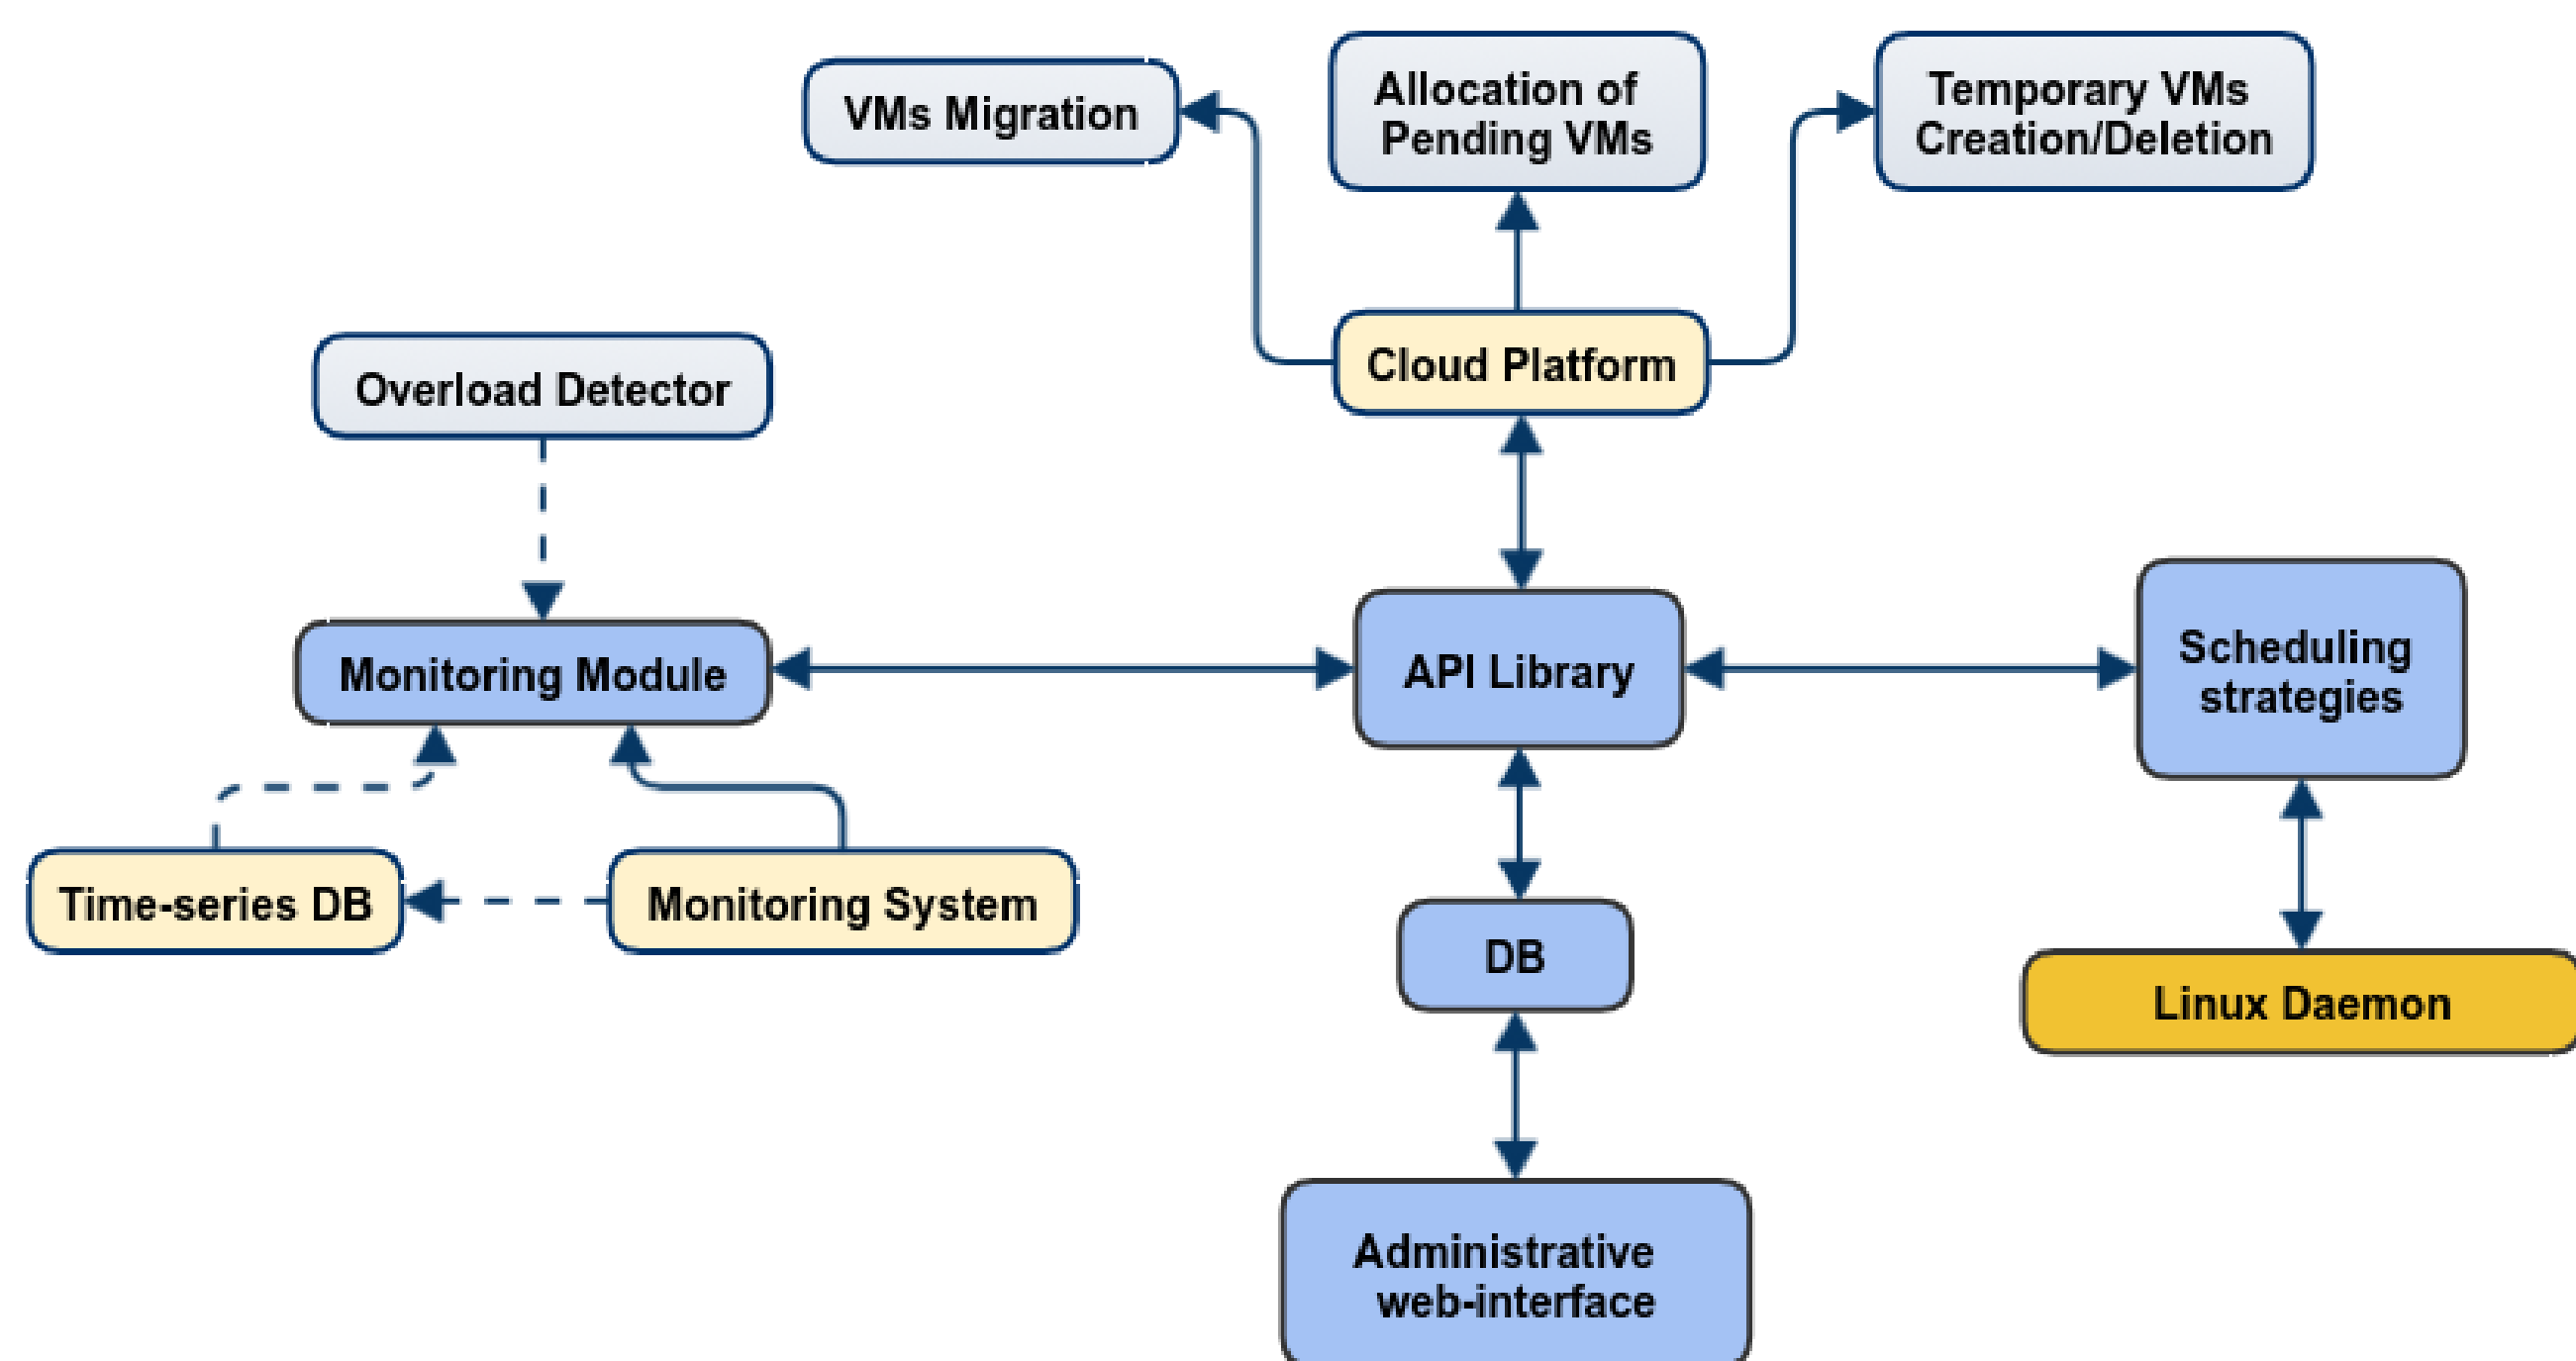 VMs Migration
Allocation of
Pending VMs
Temporary VMs
Creation/Deletion
Overload Detector
Cloud Platform
Monitoring Module
API Library
Scheduling
strategies
Time-series DB
Monitoring System
DB
Linux Daemon
Administrative
web-interface